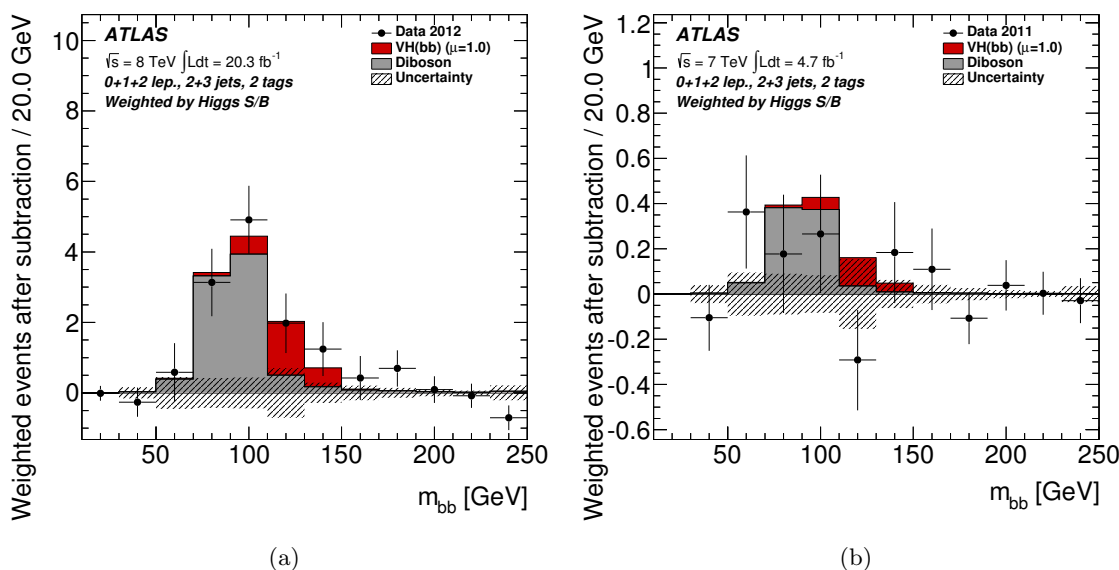 ATLAS
√s = 8 TeV ∫Ldt = 20.3 fb⁻¹
0+1+2 lep., 2+3 jets, 2 tags
Weighted by Higgs S/B
Data 2012
VH(bb) (μ=1.0)
Diboson
Uncertainty
Weighted events after subtraction / 20.0 GeV
10
8
6
4
2
0
50 100 150 200 250
m_bb [GeV]
(a)
ATLAS
√s = 7 TeV ∫Ldt = 4.7 fb⁻¹
0+1+2 lep., 2+3 jets, 2 tags
Weighted by Higgs S/B
Data 2011
VH(bb) (μ=1.0)
Diboson
Uncertainty
Weighted events after subtraction / 20.0 GeV
1.2
1
0.8
0.6
0.4
0.2
0
-0.2
-0.4
-0.6
50 100 150 200 250
m_bb [GeV]
(b)